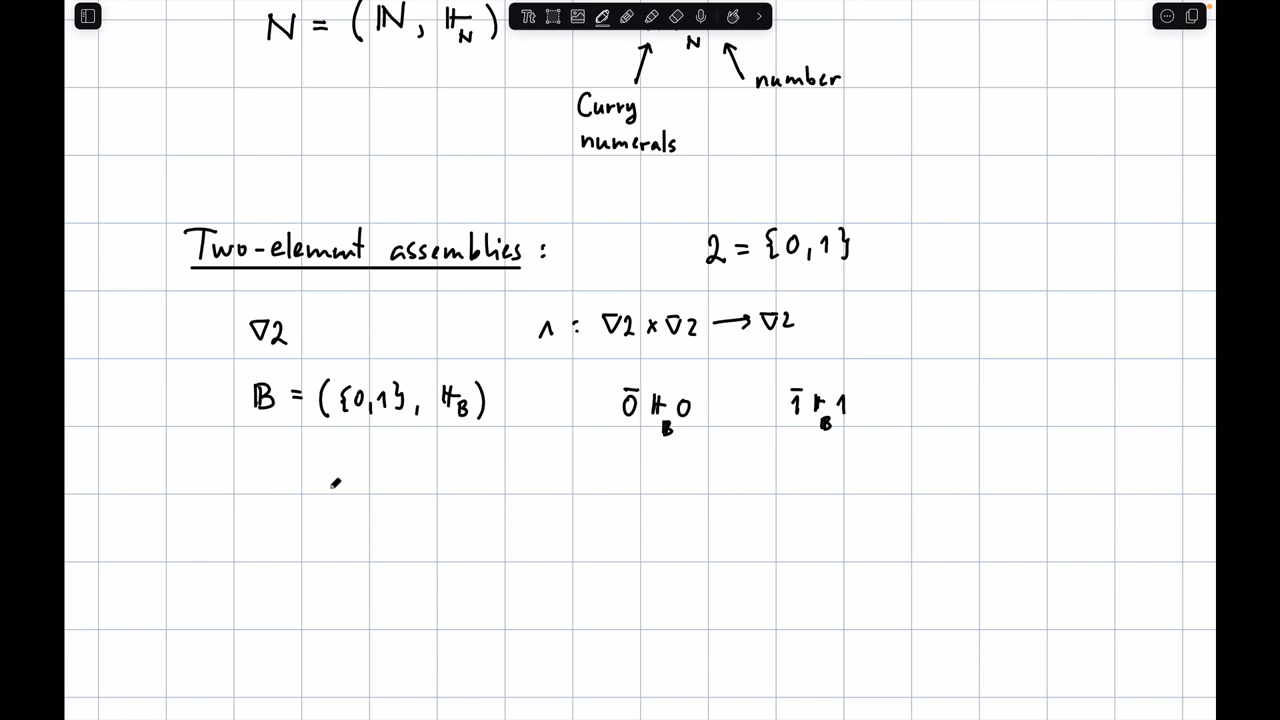 N = (ℕ, ⊩_N)
N
number
Curry
numerals
Two-element assemblies : 2 = {0,1}
∇2 ∧ : ∇2 × ∇2 ⟶ ∇2
𝔹 = ({0,1}, ⊩_B) 0̄ ⊩_B 0 1̄ ⊩_B 1